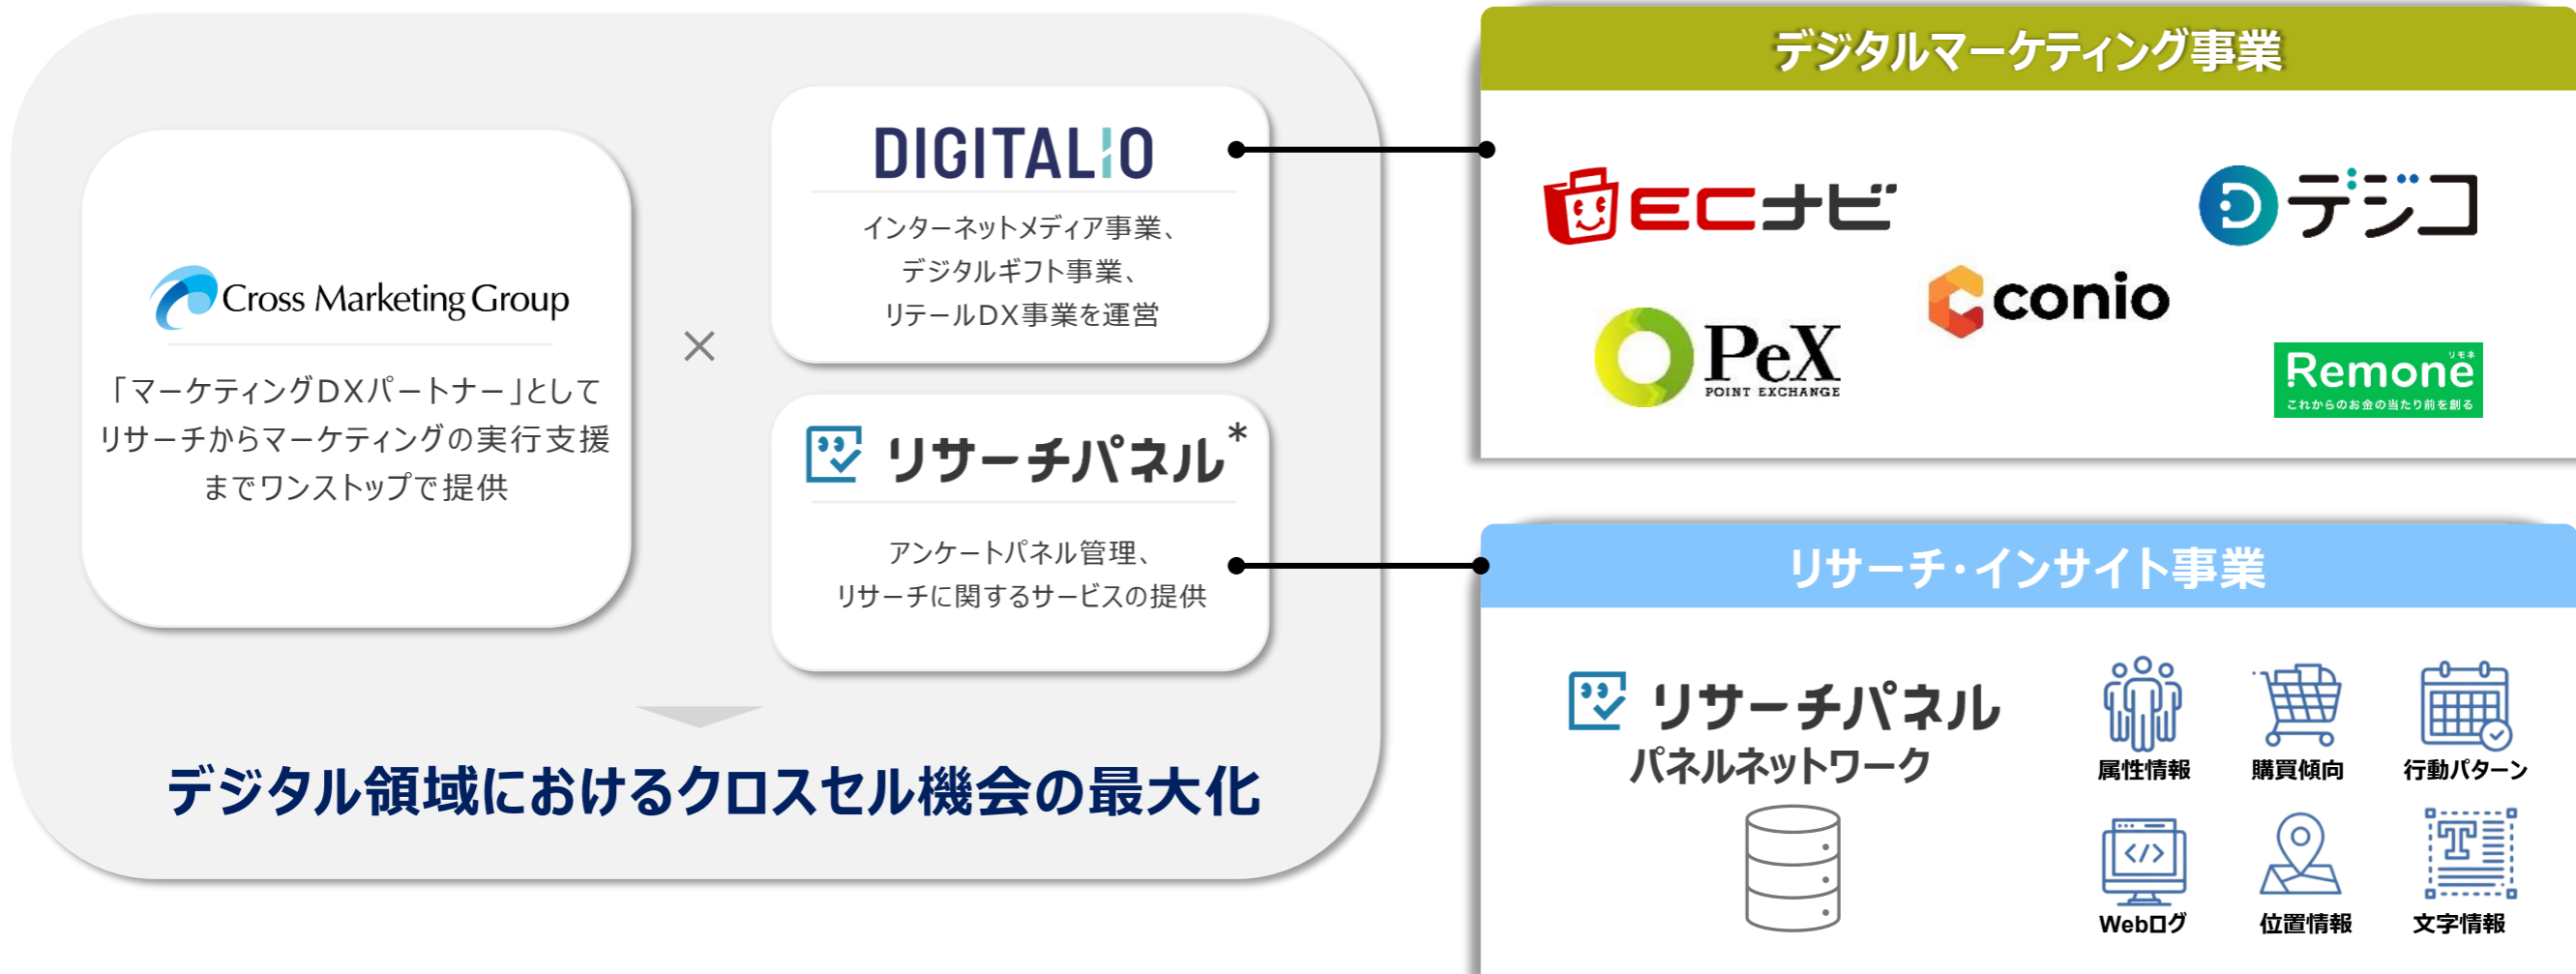 Cross Marketing Group
「マーケティングDXパートナー」として
リサーチからマーケティングの実行支援
までワンストップで提供
×
DIGITALIO
インターネットメディア事業、
デジタルギフト事業、
リテールDX事業を運営
リサーチパネル*
アンケートパネル管理、
リサーチに関するサービスの提供
デジタル領域におけるクロスセル機会の最大化
デジタルマーケティング事業
ECナビ
デジコ
conio
PeX
POINT EXCHANGE
リモネ
Remone
これからのお金の当たり前を創る
リサーチ・インサイト事業
リサーチパネル
パネルネットワーク
属性情報
購買傾向
行動パターン
</>
T
Webログ
位置情報
文字情報